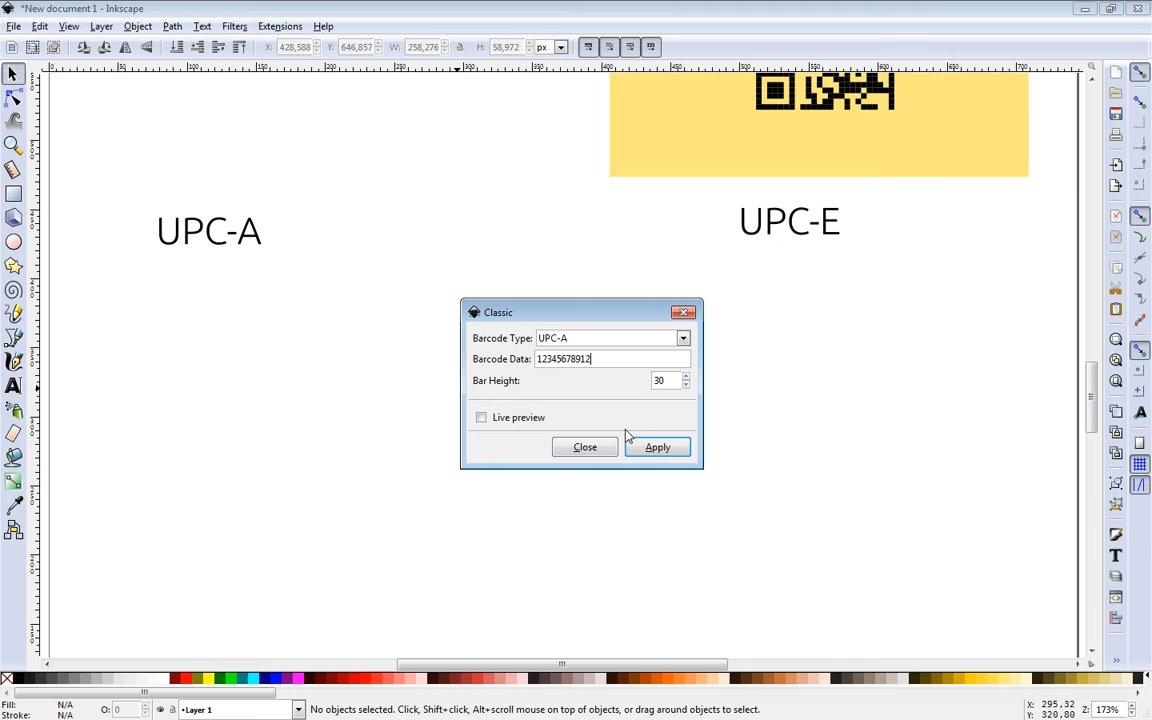 *New document 1 - Inkscape
File Edit View Layer Object Path Text Filters Extensions Help
X: 428,588 Y: 646,857 W: 258,276 H: 58,972 px
UPC-A
UPC-E
Classic
Barcode Type: UPC-A
Barcode Data: 12345678912
Bar Height: 30
Live preview
Close Apply
Fill: N/A
Stroke: N/A
O: 0
•Layer 1
No objects selected. Click, Shift+click, Alt+scroll mouse on top of objects, or drag around objects to select.
X: 295,32
Y: 320,80
Z: 173%